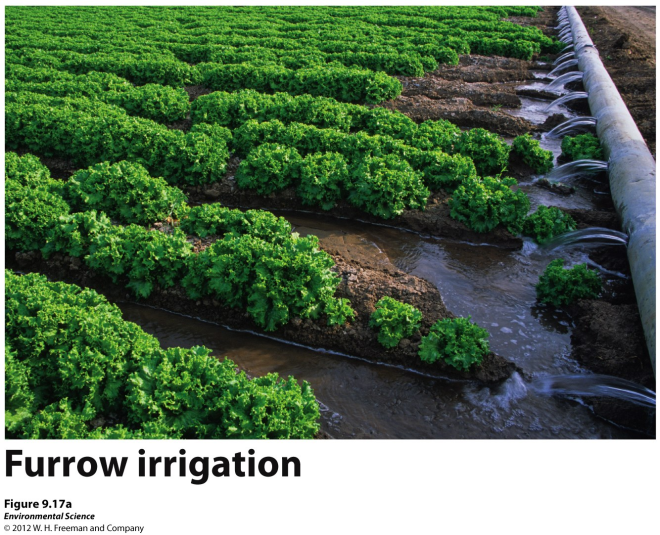 Furrow irrigation
Figure 9.17a
Environmental Science
© 2012 W. H. Freeman and Company